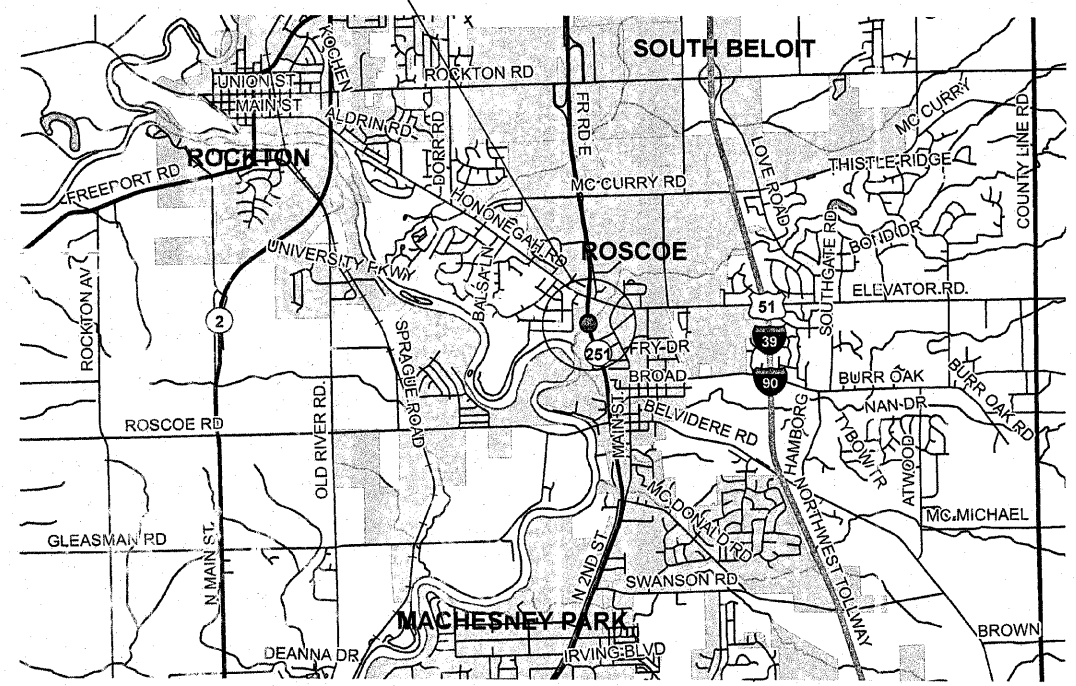 SOUTH BELOIT
KOCHER
UNION ST
ROCKTON RD
MAIN ST
ALDRIN RD
DORR RD
FR RD E
MC CURRY
COUNTY LINE RD
ROCKTON
LOVE ROAD
THISTLE RIDGE
FREEPORT RD
MC CURRY RD
HONONEGAH RD
SOUTHGATE RD.
BOND DR
UNIVERSITY PKWY
BALSA LN
ROSCOE
ELEVATOR RD.
ROCKTON AV
2
51
39
90
251
FRY DR
BROAD
SPRAGUE ROAD
BURR OAK
BURR OAK RD
ROSCOE RD
OLD RIVER RD.
MAIN ST.
BELVIDERE RD
HAMBORG
NAN DR
TYBOW TR
ATWOOD
GLEASMAN RD
N MAIN ST.
MC DONALD RD
NORTHWEST TOLLWAY
MC MICHAEL
N 2ND ST.
SWANSON RD
MACHESNEY PARK
DEANNA DR
IRVING BLVD
BROWN